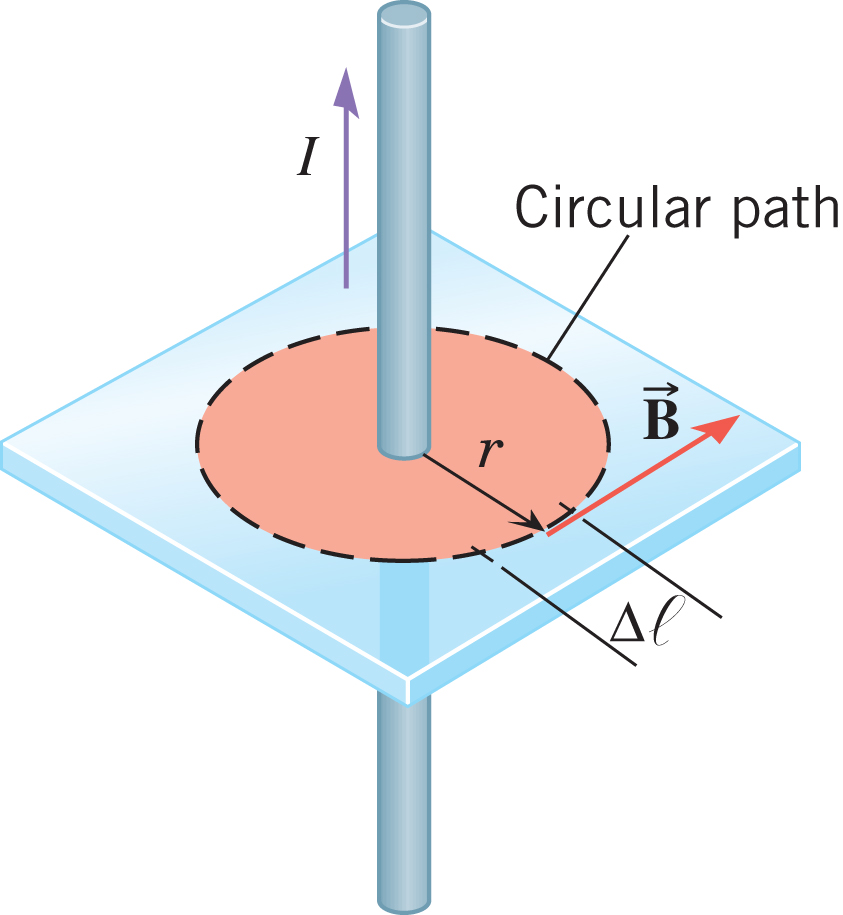 I
Circular path
B⃗
r
Δℓ